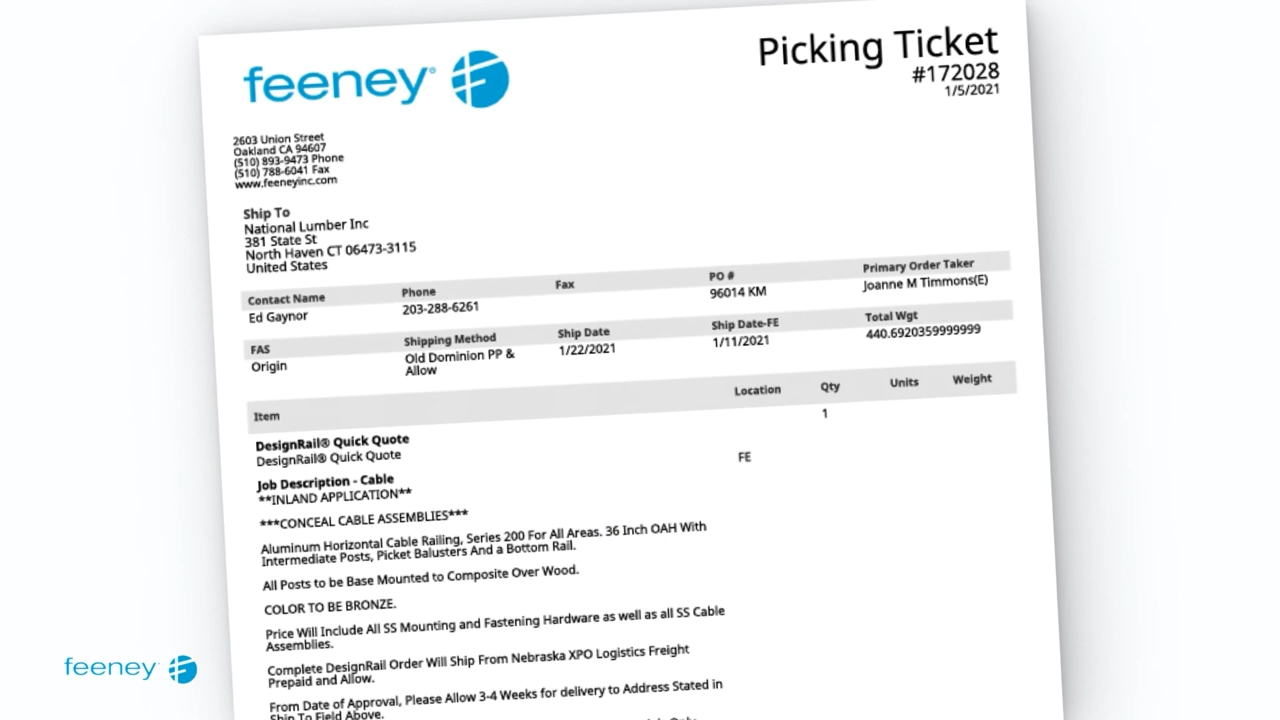 feeney®
Picking Ticket
#172028
1/5/2021
2603 Union Street
Oakland CA 94607
(510) 893-9473 Phone
(510) 788-6041 Fax
www.feeneyinc.com
Ship To
National Lumber Inc
381 State St
North Haven CT 06473-3115
United States
Contact Name Phone Fax PO # Primary Order Taker
Ed Gaynor 203-288-6261 96014 KM Joanne M Timmons(E)
FAS Shipping Method Ship Date Ship Date-FE Total Wgt
Origin Old Dominion PP & 1/22/2021 1/11/2021 440.6920359999999
Allow
Item Location Qty Units Weight
1
DesignRail® Quick Quote
DesignRail® Quick Quote FE
Job Description - Cable
**INLAND APPLICATION**
***CONCEAL CABLE ASSEMBLIES***
Aluminum Horizontal Cable Railing, Series 200 For All Areas. 36 Inch OAH With
Intermediate Posts, Picket Balusters And a Bottom Rail.
All Posts to be Base Mounted to Composite Over Wood.
COLOR TO BE BRONZE.
Price Will Include All SS Mounting and Fastening Hardware as well as all SS Cable
Assemblies.
Complete DesignRail Order Will Ship From Nebraska XPO Logistics Freight
Prepaid and Allow.
From Date of Approval, Please Allow 3-4 Weeks for delivery to Address Stated in
Ship To Field Above.
feeney